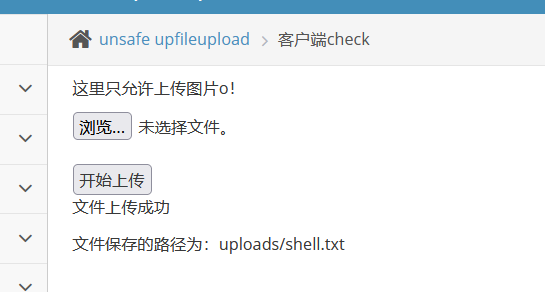 unsafe upfileupload > 客户端check
这里只允许上传图片o!
浏览... 未选择文件。
开始上传
文件上传成功
文件保存的路径为：uploads/shell.txt